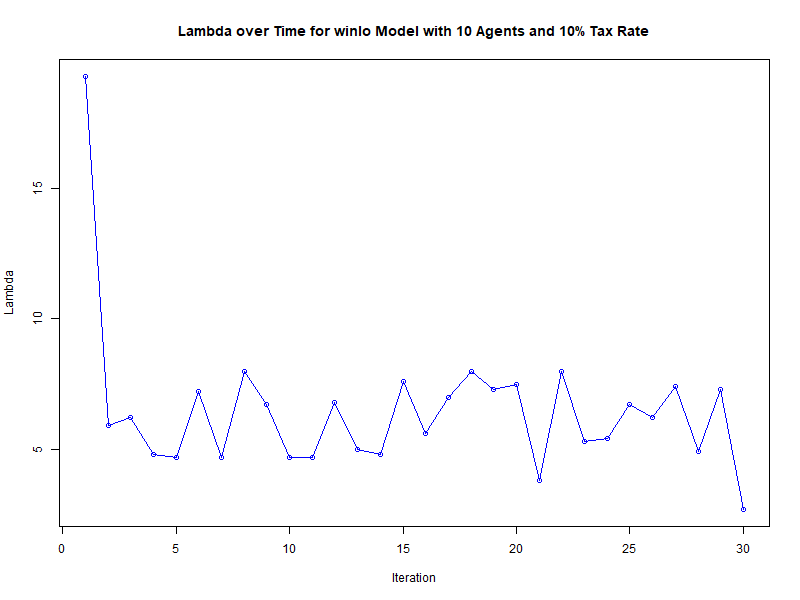 Lambda over Time for winlo Model with 10 Agents and 10% Tax Rate
Lambda
15
10
5
0 5 10 15 20 25 30
Iteration